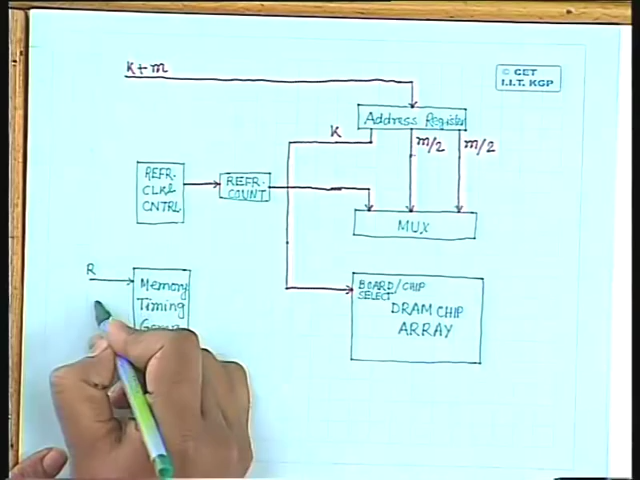 K+m
© CET
I.I.T. KGP
Address Register
K
m/2
m/2
REFR.
CLK&
CNTRL
REFR.
COUNT
MUX
R
Memory
Timing
BOARD/CHIP
SELECT
DRAM CHIP
ARRAY